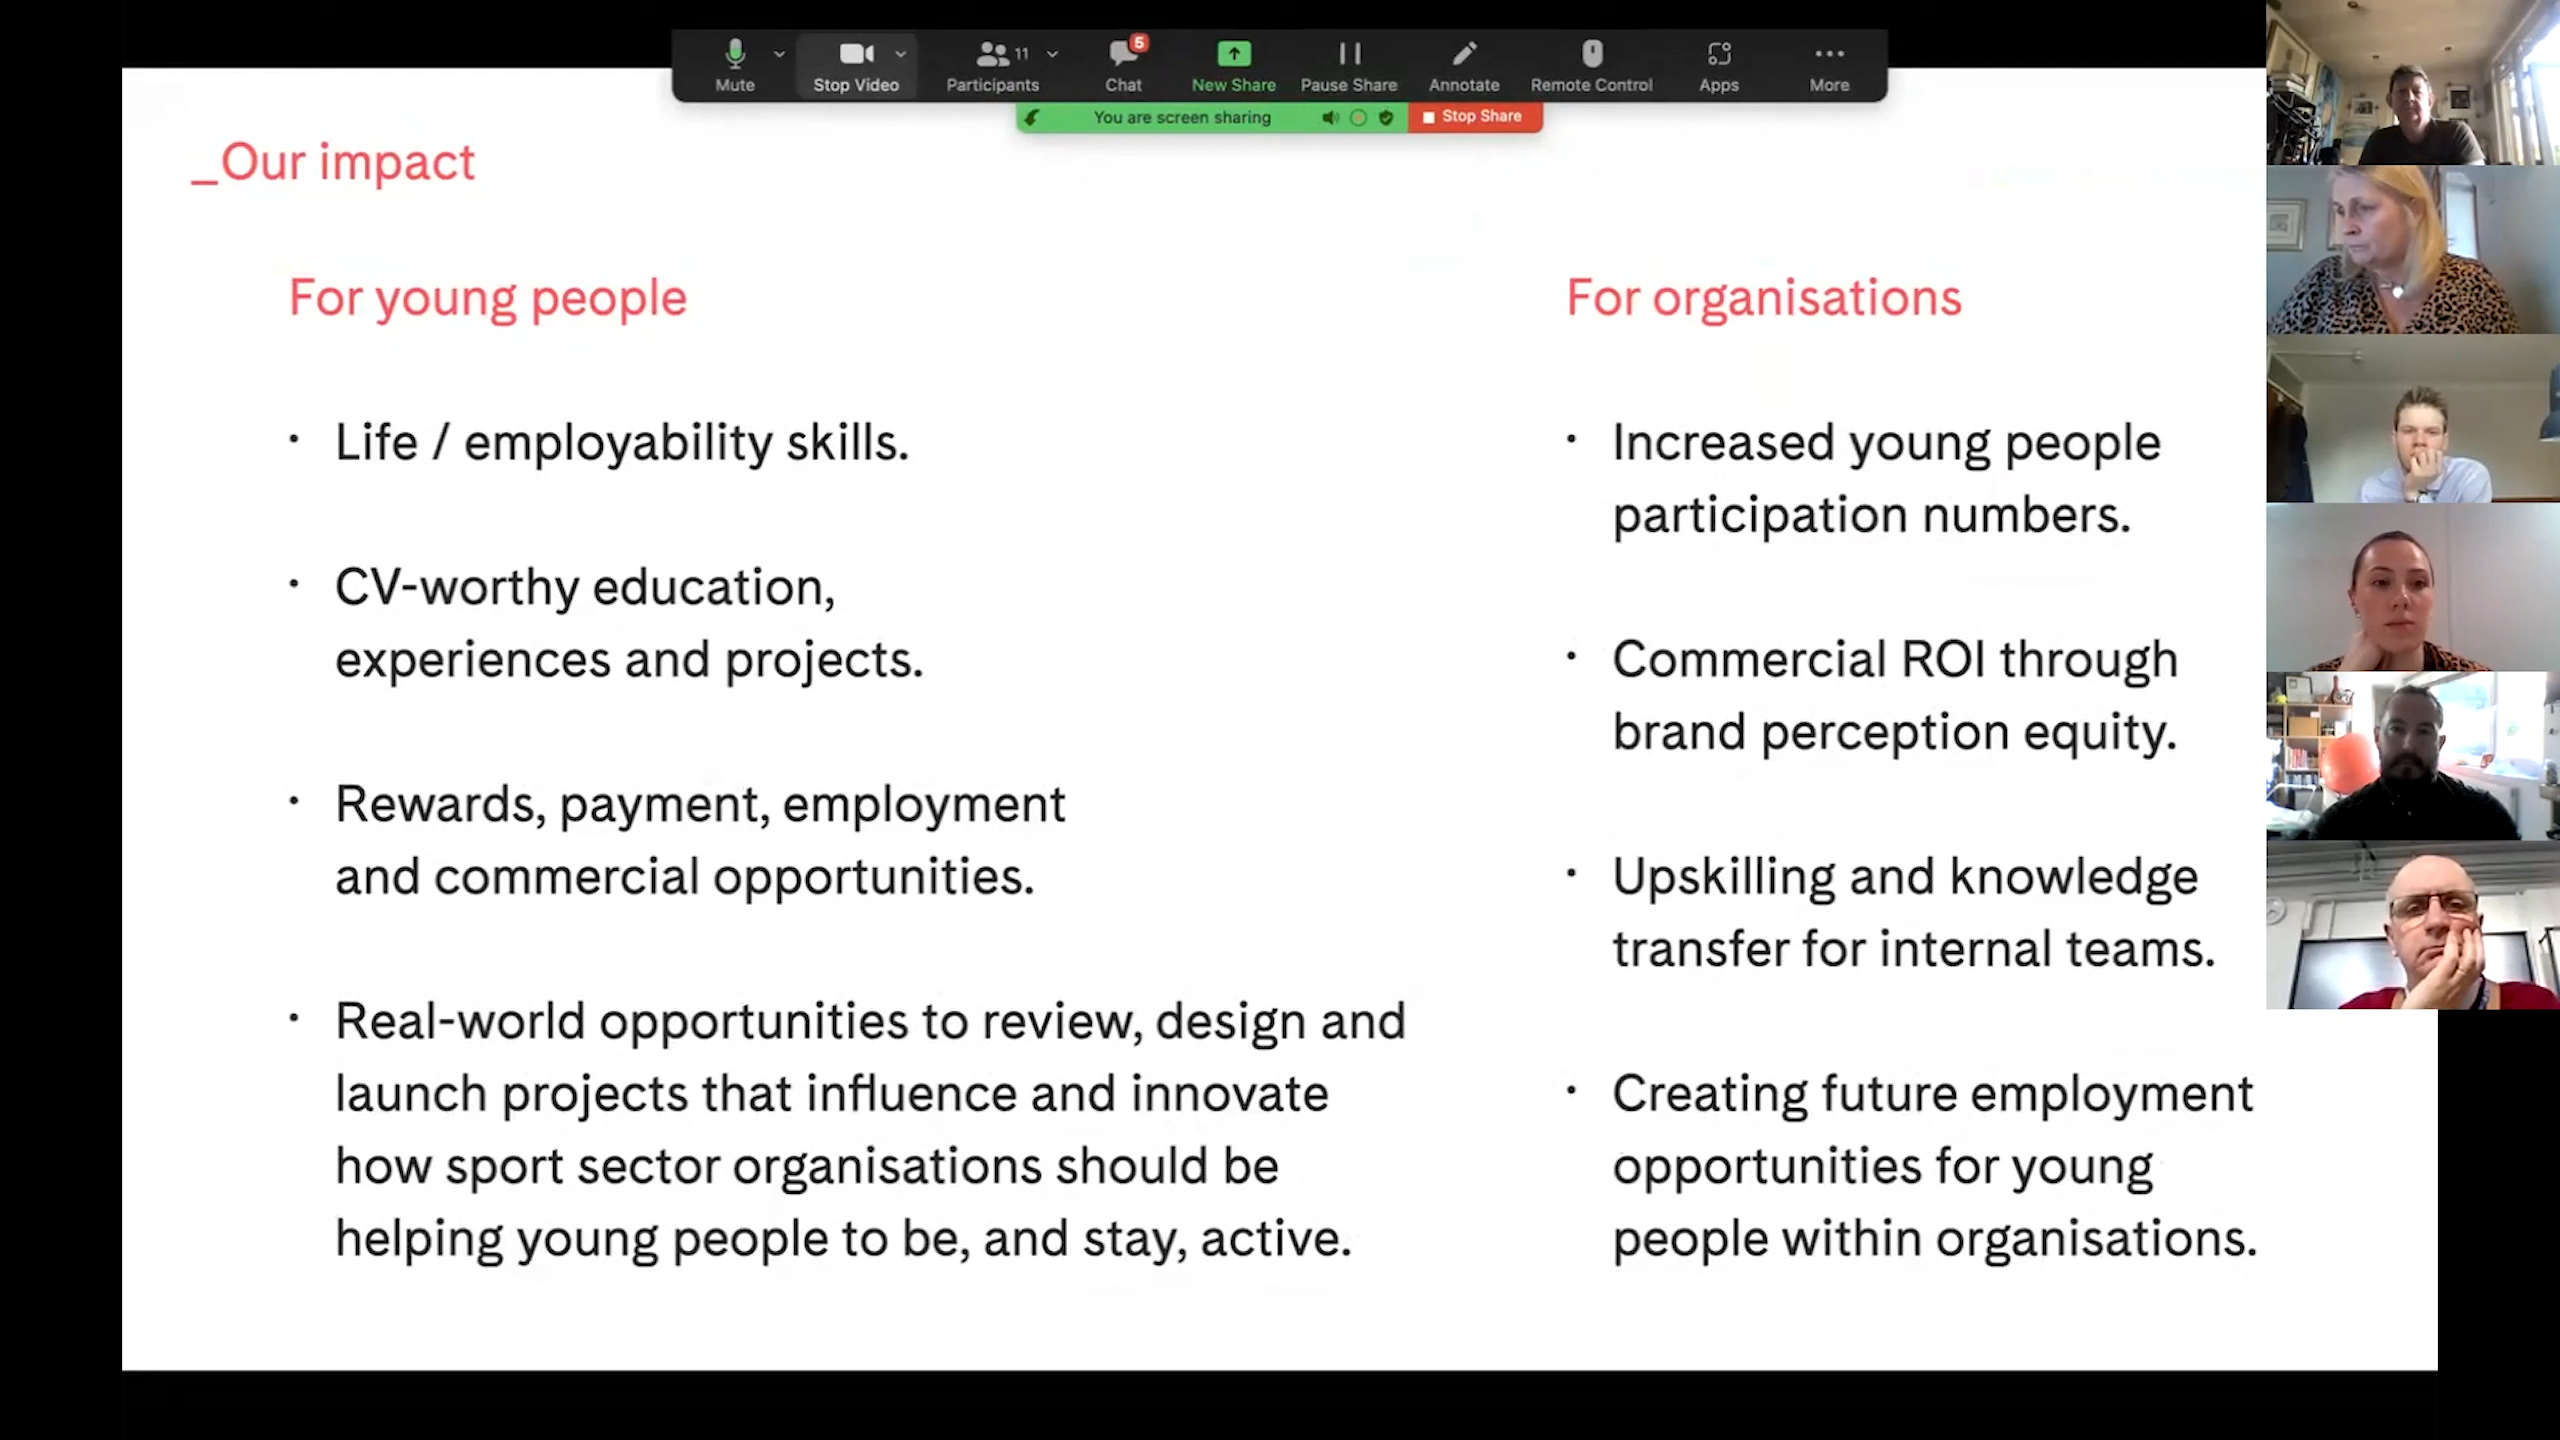 Mute
Stop Video
11
Participants
5
Chat
New Share
Pause Share
Annotate
Remote Control
Apps
More
You are screen sharing
Stop Share
_Our impact
For young people
• Life / employability skills.
• CV-worthy education,
experiences and projects.
• Rewards, payment, employment
and commercial opportunities.
• Real-world opportunities to review, design and
launch projects that influence and innovate
how sport sector organisations should be
helping young people to be, and stay, active.
For organisations
• Increased young people
participation numbers.
• Commercial ROI through
brand perception equity.
• Upskilling and knowledge
transfer for internal teams.
• Creating future employment
opportunities for young
people within organisations.